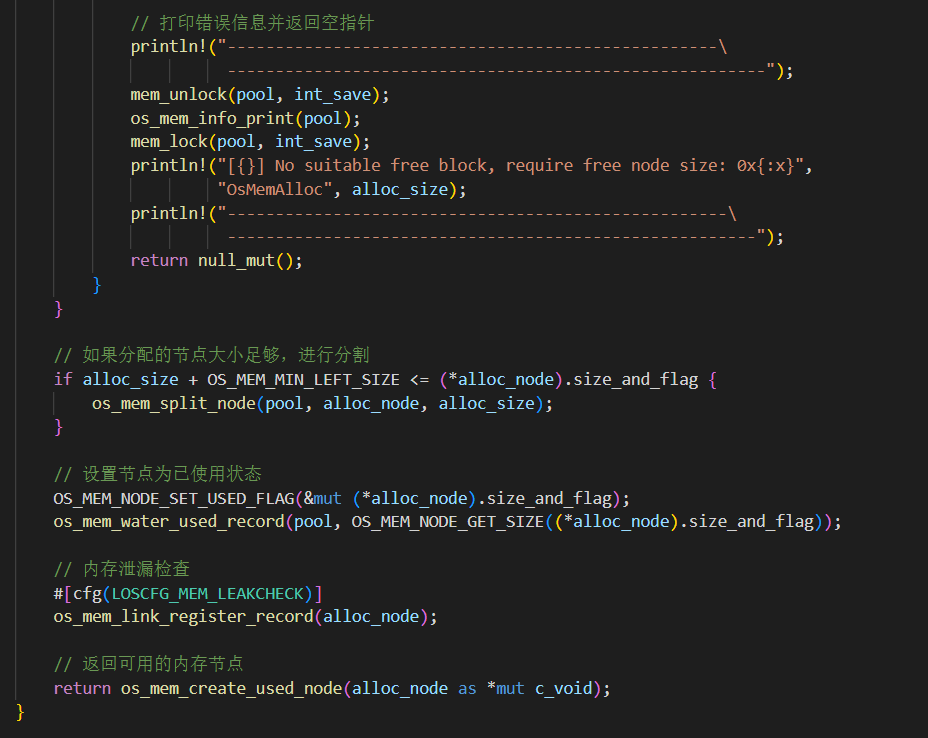 // 打印错误信息并返回空指针
println!("---------------------------------------------------\
--------------------------------------------------------");
mem_unlock(pool, int_save);
os_mem_info_print(pool);
mem_lock(pool, int_save);
println!("[{}] No suitable free block, require free node size: 0x{:x}",
"OsMemAlloc", alloc_size);
println!("----------------------------------------------------\
-------------------------------------------------------");
return null_mut();
}
}
// 如果分配的节点大小足够，进行分割
if alloc_size + OS_MEM_MIN_LEFT_SIZE <= (*alloc_node).size_and_flag {
os_mem_split_node(pool, alloc_node, alloc_size);
}
// 设置节点为已使用状态
OS_MEM_NODE_SET_USED_FLAG(&mut (*alloc_node).size_and_flag);
os_mem_water_used_record(pool, OS_MEM_NODE_GET_SIZE((*alloc_node).size_and_flag));
// 内存泄漏检查
#[cfg(LOSCFG_MEM_LEAKCHECK)]
os_mem_link_register_record(alloc_node);
// 返回可用的内存节点
return os_mem_create_used_node(alloc_node as *mut c_void);
}